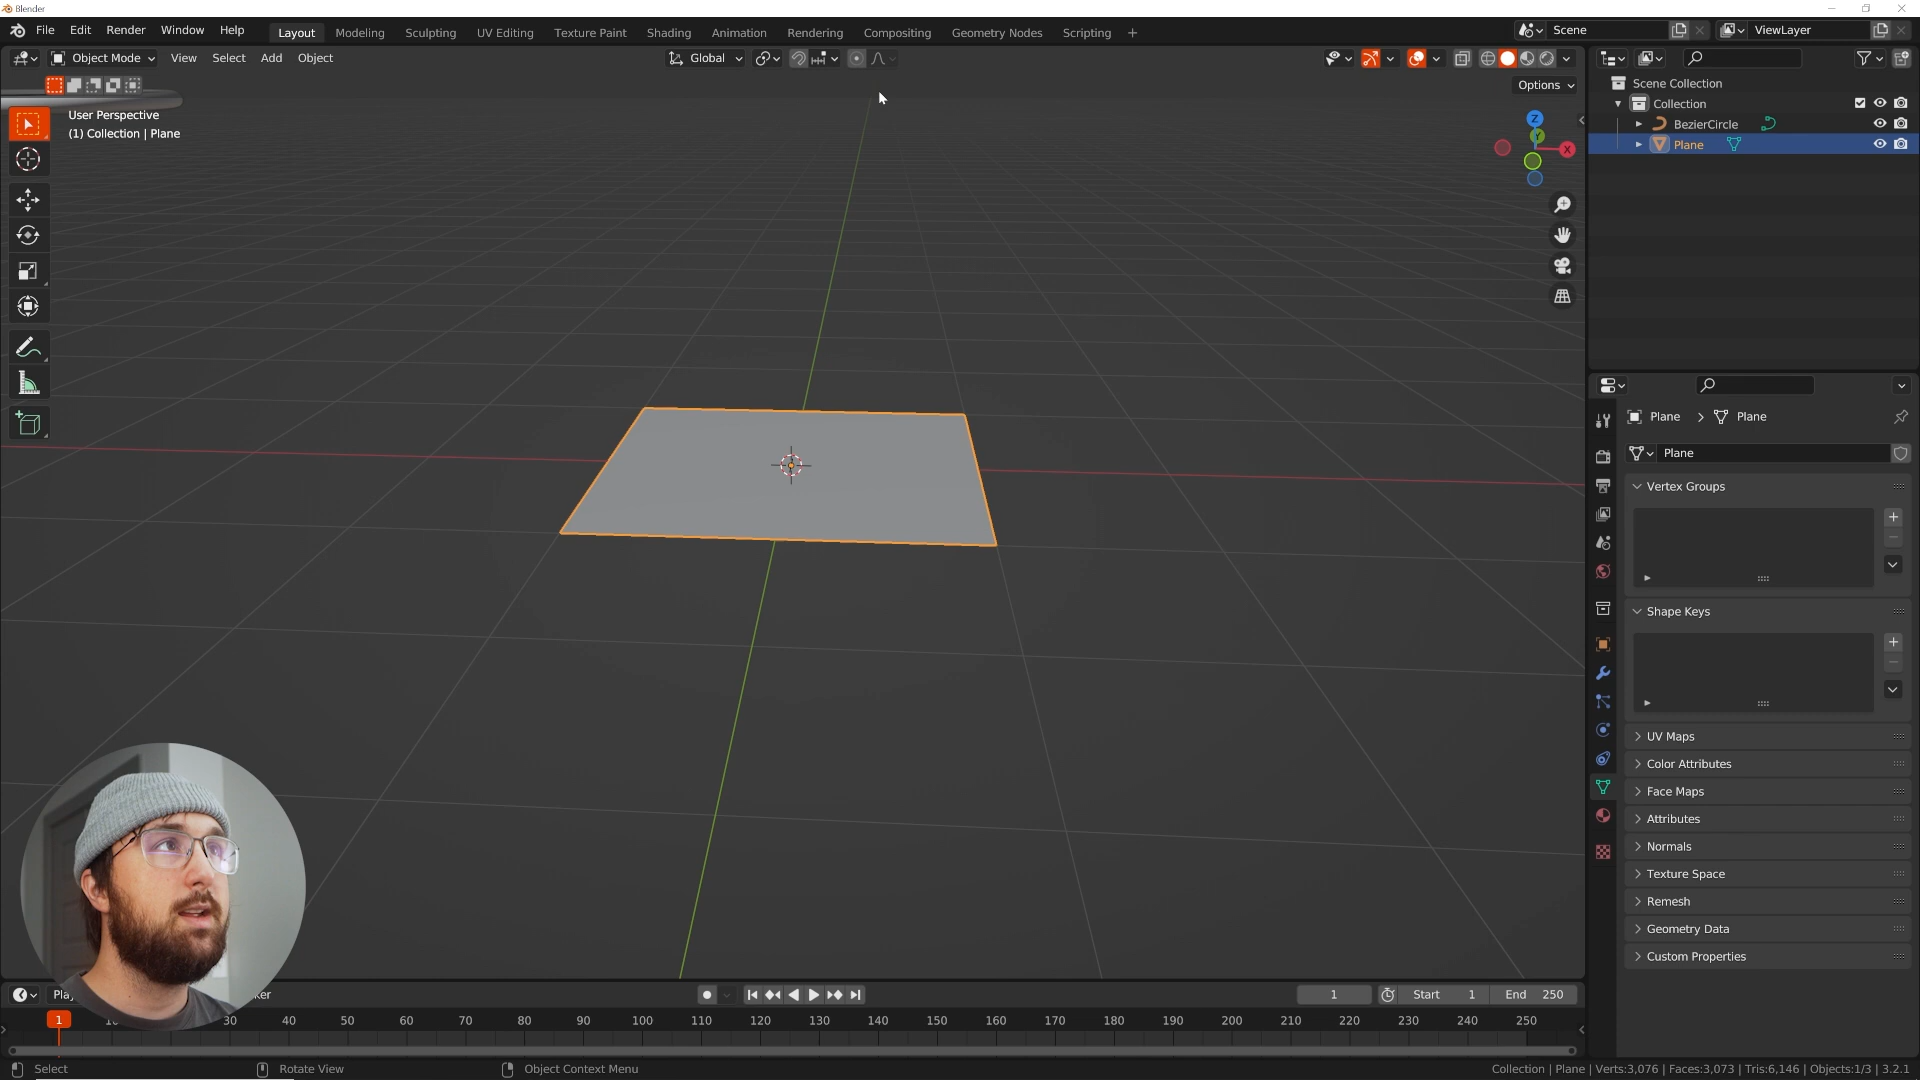 Blender
File Edit Render Window Help Layout Modeling Sculpting UV Editing Texture Paint Shading Animation Rendering Compositing Geometry Nodes Scripting + Scene ViewLayer
Object Mode View Select Add Object Global
Options
User Perspective
(1) Collection | Plane
Z
Y
X
Scene Collection
Collection
BezierCircle
Plane
Plane > Plane
Plane
Vertex Groups
Shape Keys
UV Maps
Color Attributes
Face Maps
Attributes
Normals
Texture Space
Remesh
Geometry Data
Custom Properties
1 Start 1 End 250
1 30 40 50 60 70 80 90 100 110 120 130 140 150 160 170 180 190 200 210 220 230 240 250
Select Rotate View Object Context Menu Collection | Plane | Verts:3,076 | Faces:3,073 | Tris:6,146 | Objects:1/3 | 3.2.1